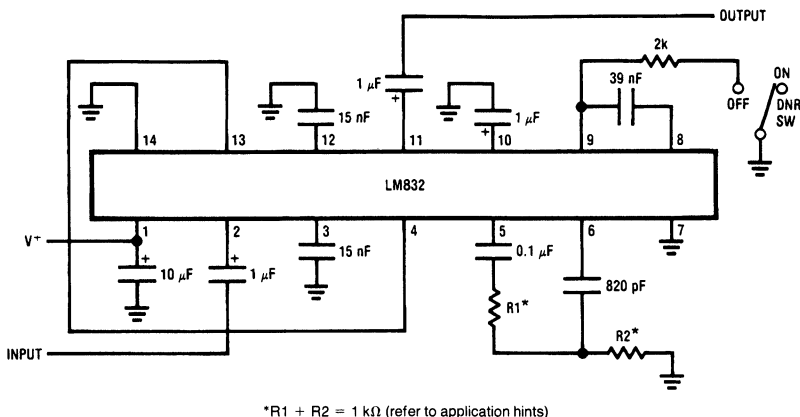 OUTPUT
2k
1 μF
39 nF
ON
OFF
DNR
SW
+
15 nF
1 μF
+
14 13 12 11 10 9 8
LM832
1 2 3 4 5 6 7
V+
+
10 μF
+
1 μF
15 nF
0.1 μF
820 pF
R1*
R2*
INPUT
*R1 + R2 = 1 kΩ (refer to application hints)